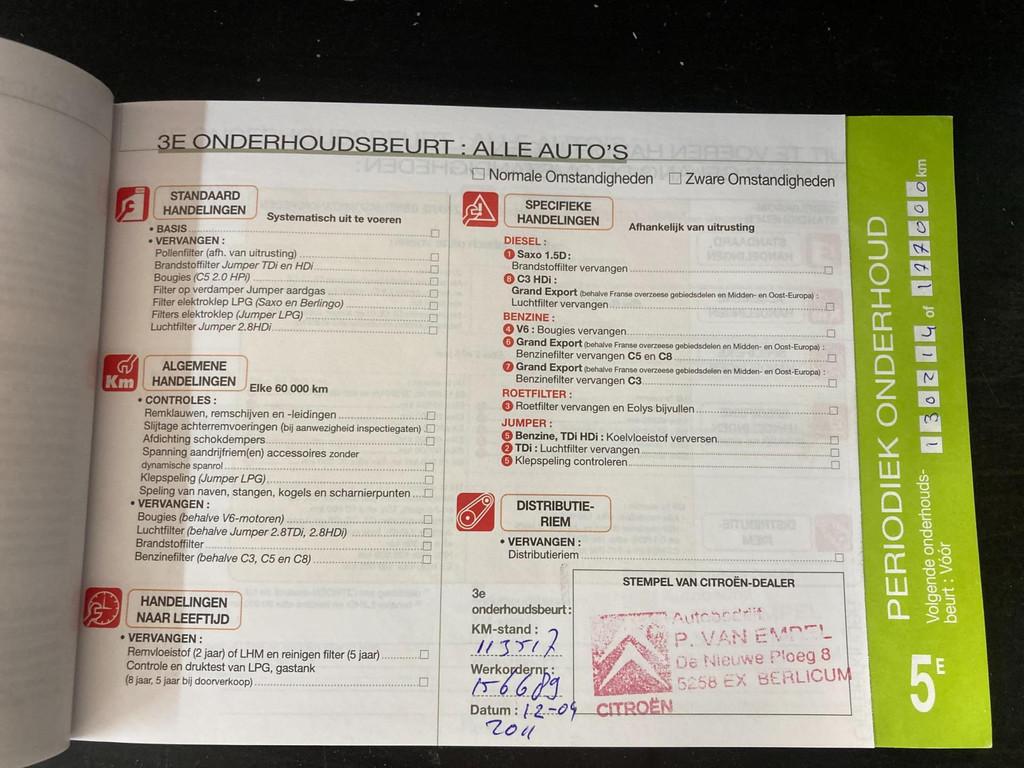 3E ONDERHOUDSBEURT : ALLE AUTO'S
Normale Omstandigheden
Zware Omstandigheden
STANDAARD
HANDELINGEN
Systematisch uit te voeren
• BASIS
• VERVANGEN :
Pollenfilter (afh. van uitrusting)
Brandstoffilter Jumper TDi en HDi
Bougies (C5 2.0 HPi)
Filter op verdamper Jumper aardgas
Filter elektroklep LPG (Saxo en Berlingo)
Filters elektroklep (Jumper LPG)
Luchtfilter Jumper 2.8HDi
Km
ALGEMENE
HANDELINGEN
Elke 60 000 km
• CONTROLES :
Remklauwen, remschijven en -leidingen
Slijtage achterremvoeringen (bij aanwezigheid inspectiegaten)
Afdichting schokdempers
Spanning aandrijfriem(en) accessoires zonder
dynamische spanrol
Klepspeling (Jumper LPG)
Speling van naven, stangen, kogels en scharnierpunten
• VERVANGEN :
Bougies (behalve V6-motoren)
Luchtfilter (behalve Jumper 2.8TDi, 2.8HDi)
Brandstoffilter
Benzinefilter (behalve C3, C5 en C8)
HANDELINGEN
NAAR LEEFTIJD
• VERVANGEN :
Remvloeistof (2 jaar) of LHM en reinigen filter (5 jaar)
Controle en druktest van LPG, gastank
(8 jaar, 5 jaar bij doorverkoop)
SPECIFIEKE
HANDELINGEN
Afhankelijk van uitrusting
DIESEL :
1 Saxo 1.5D :
Brandstoffilter vervangen
8 C3 HDi :
Grand Export (behalve Franse overzeese gebiedsdelen en Midden- en Oost-Europa) :
Luchtfilter vervangen
BENZINE :
4 V6 : Bougies vervangen
6 Grand Export (behalve Franse overzeese gebiedsdelen en Midden- en Oost-Europa) :
Benzinefilter vervangen C5 en C8
7 Grand Export (behalve Franse overzeese gebiedsdelen en Midden- en Oost-Europa) :
Benzinefilter vervangen C3
ROETFILTER :
3 Roetfilter vervangen en Eolys bijvullen
JUMPER :
5 Benzine, TDi HDi : Koelvloeistof verversen
2 TDi : Luchtfilter vervangen
5 Klepspeling controleren
DISTRIBUTIE-
RIEM
• VERVANGEN :
Distributieriem
3e
onderhoudsbeurt :
KM-stand :
113517
Werkordernr. :
156689
Datum : 12-09
2011
STEMPEL VAN CITROËN-DEALER
Autobedrijf
P. VAN EMPEL
De Nieuwe Ploeg 8
5258 EX BERLICUM
CITROËN
PERIODIEK ONDERHOUD
Volgende onderhouds-
beurt : Vóór
130214 of 177000 km
5E